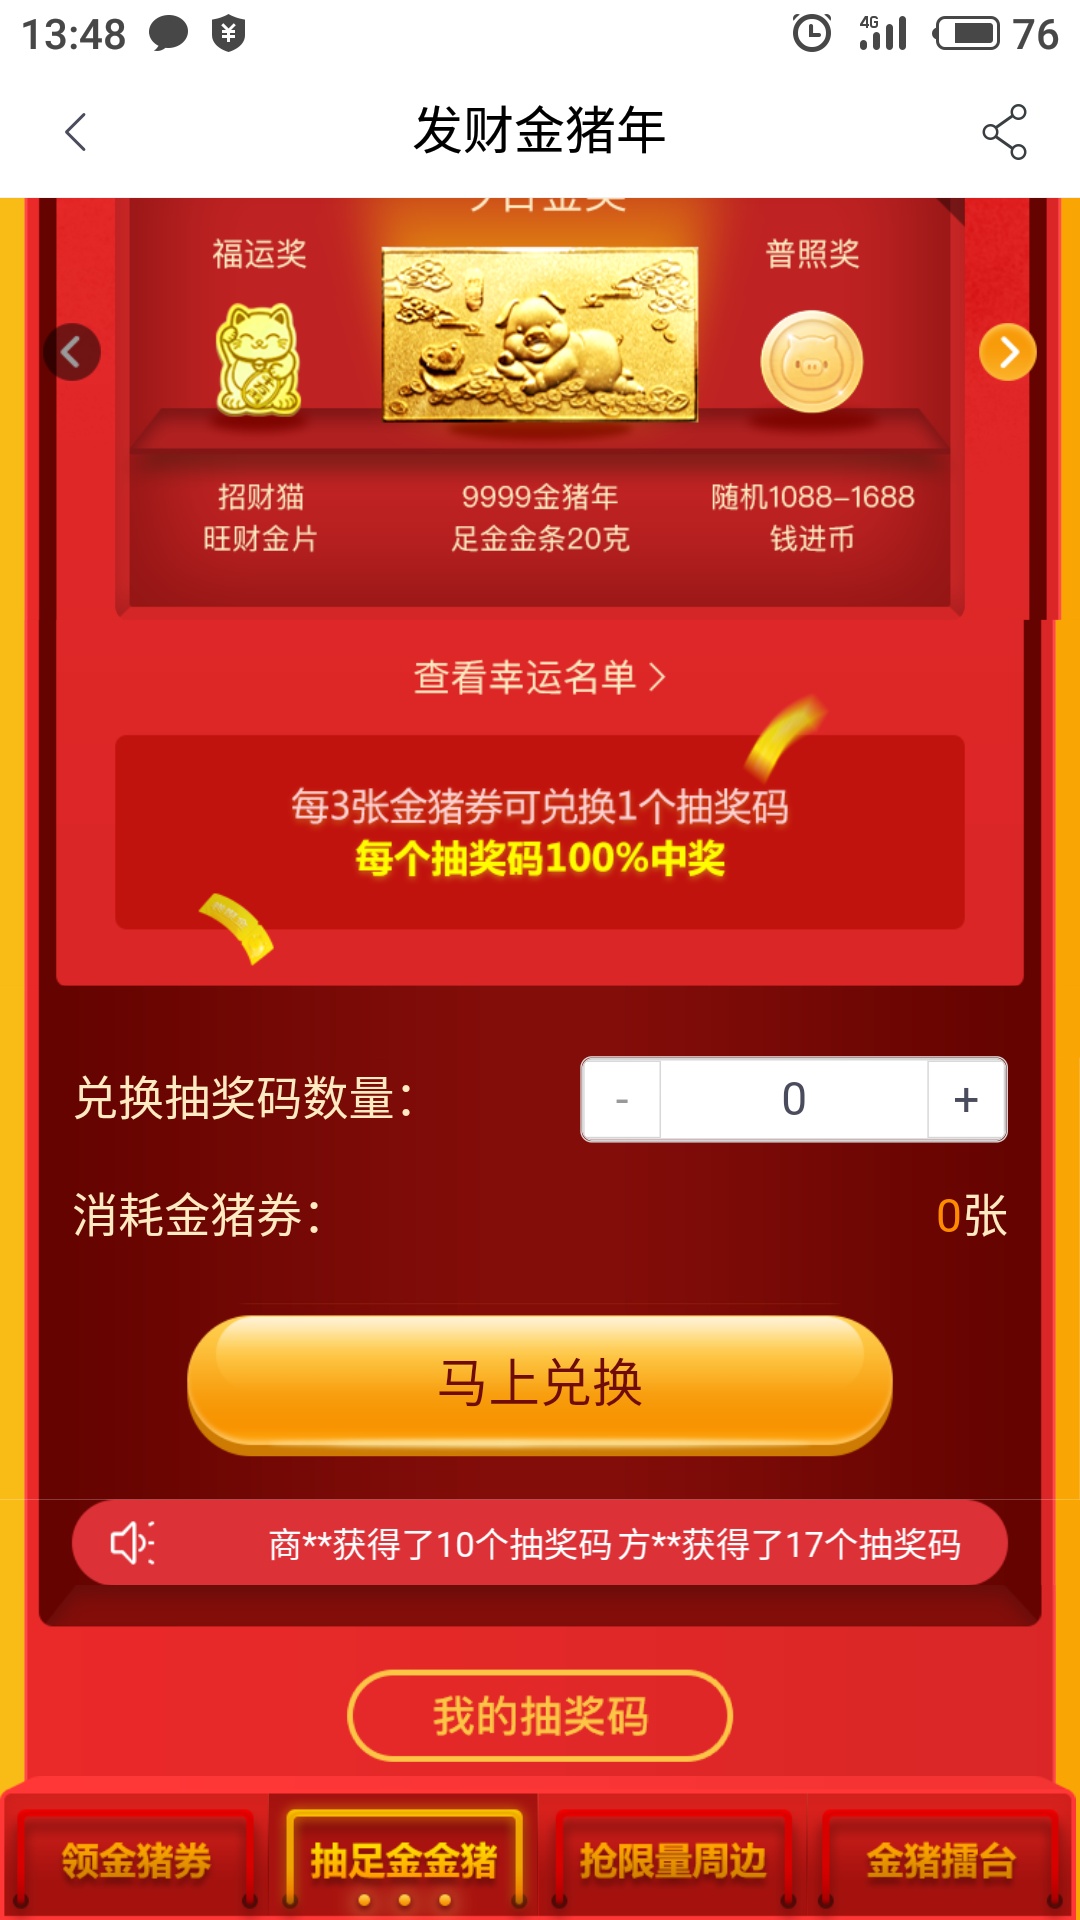 13:48
4G
76
发财金猪年
福运奖
普照奖
招财猫
旺财金片
9999金猪年
足金金条20克
随机1088-1688
钱进币
查看幸运名单
每3张金猪券可兑换1个抽奖码
每个抽奖码100%中奖
兑换抽奖码数量：
- 0 +
消耗金猪券：
0张
马上兑换
商**获得了10个抽奖码 方**获得了17个抽奖码
我的抽奖码
领金猪券
抽足金金猪
抢限量周边
金猪擂台